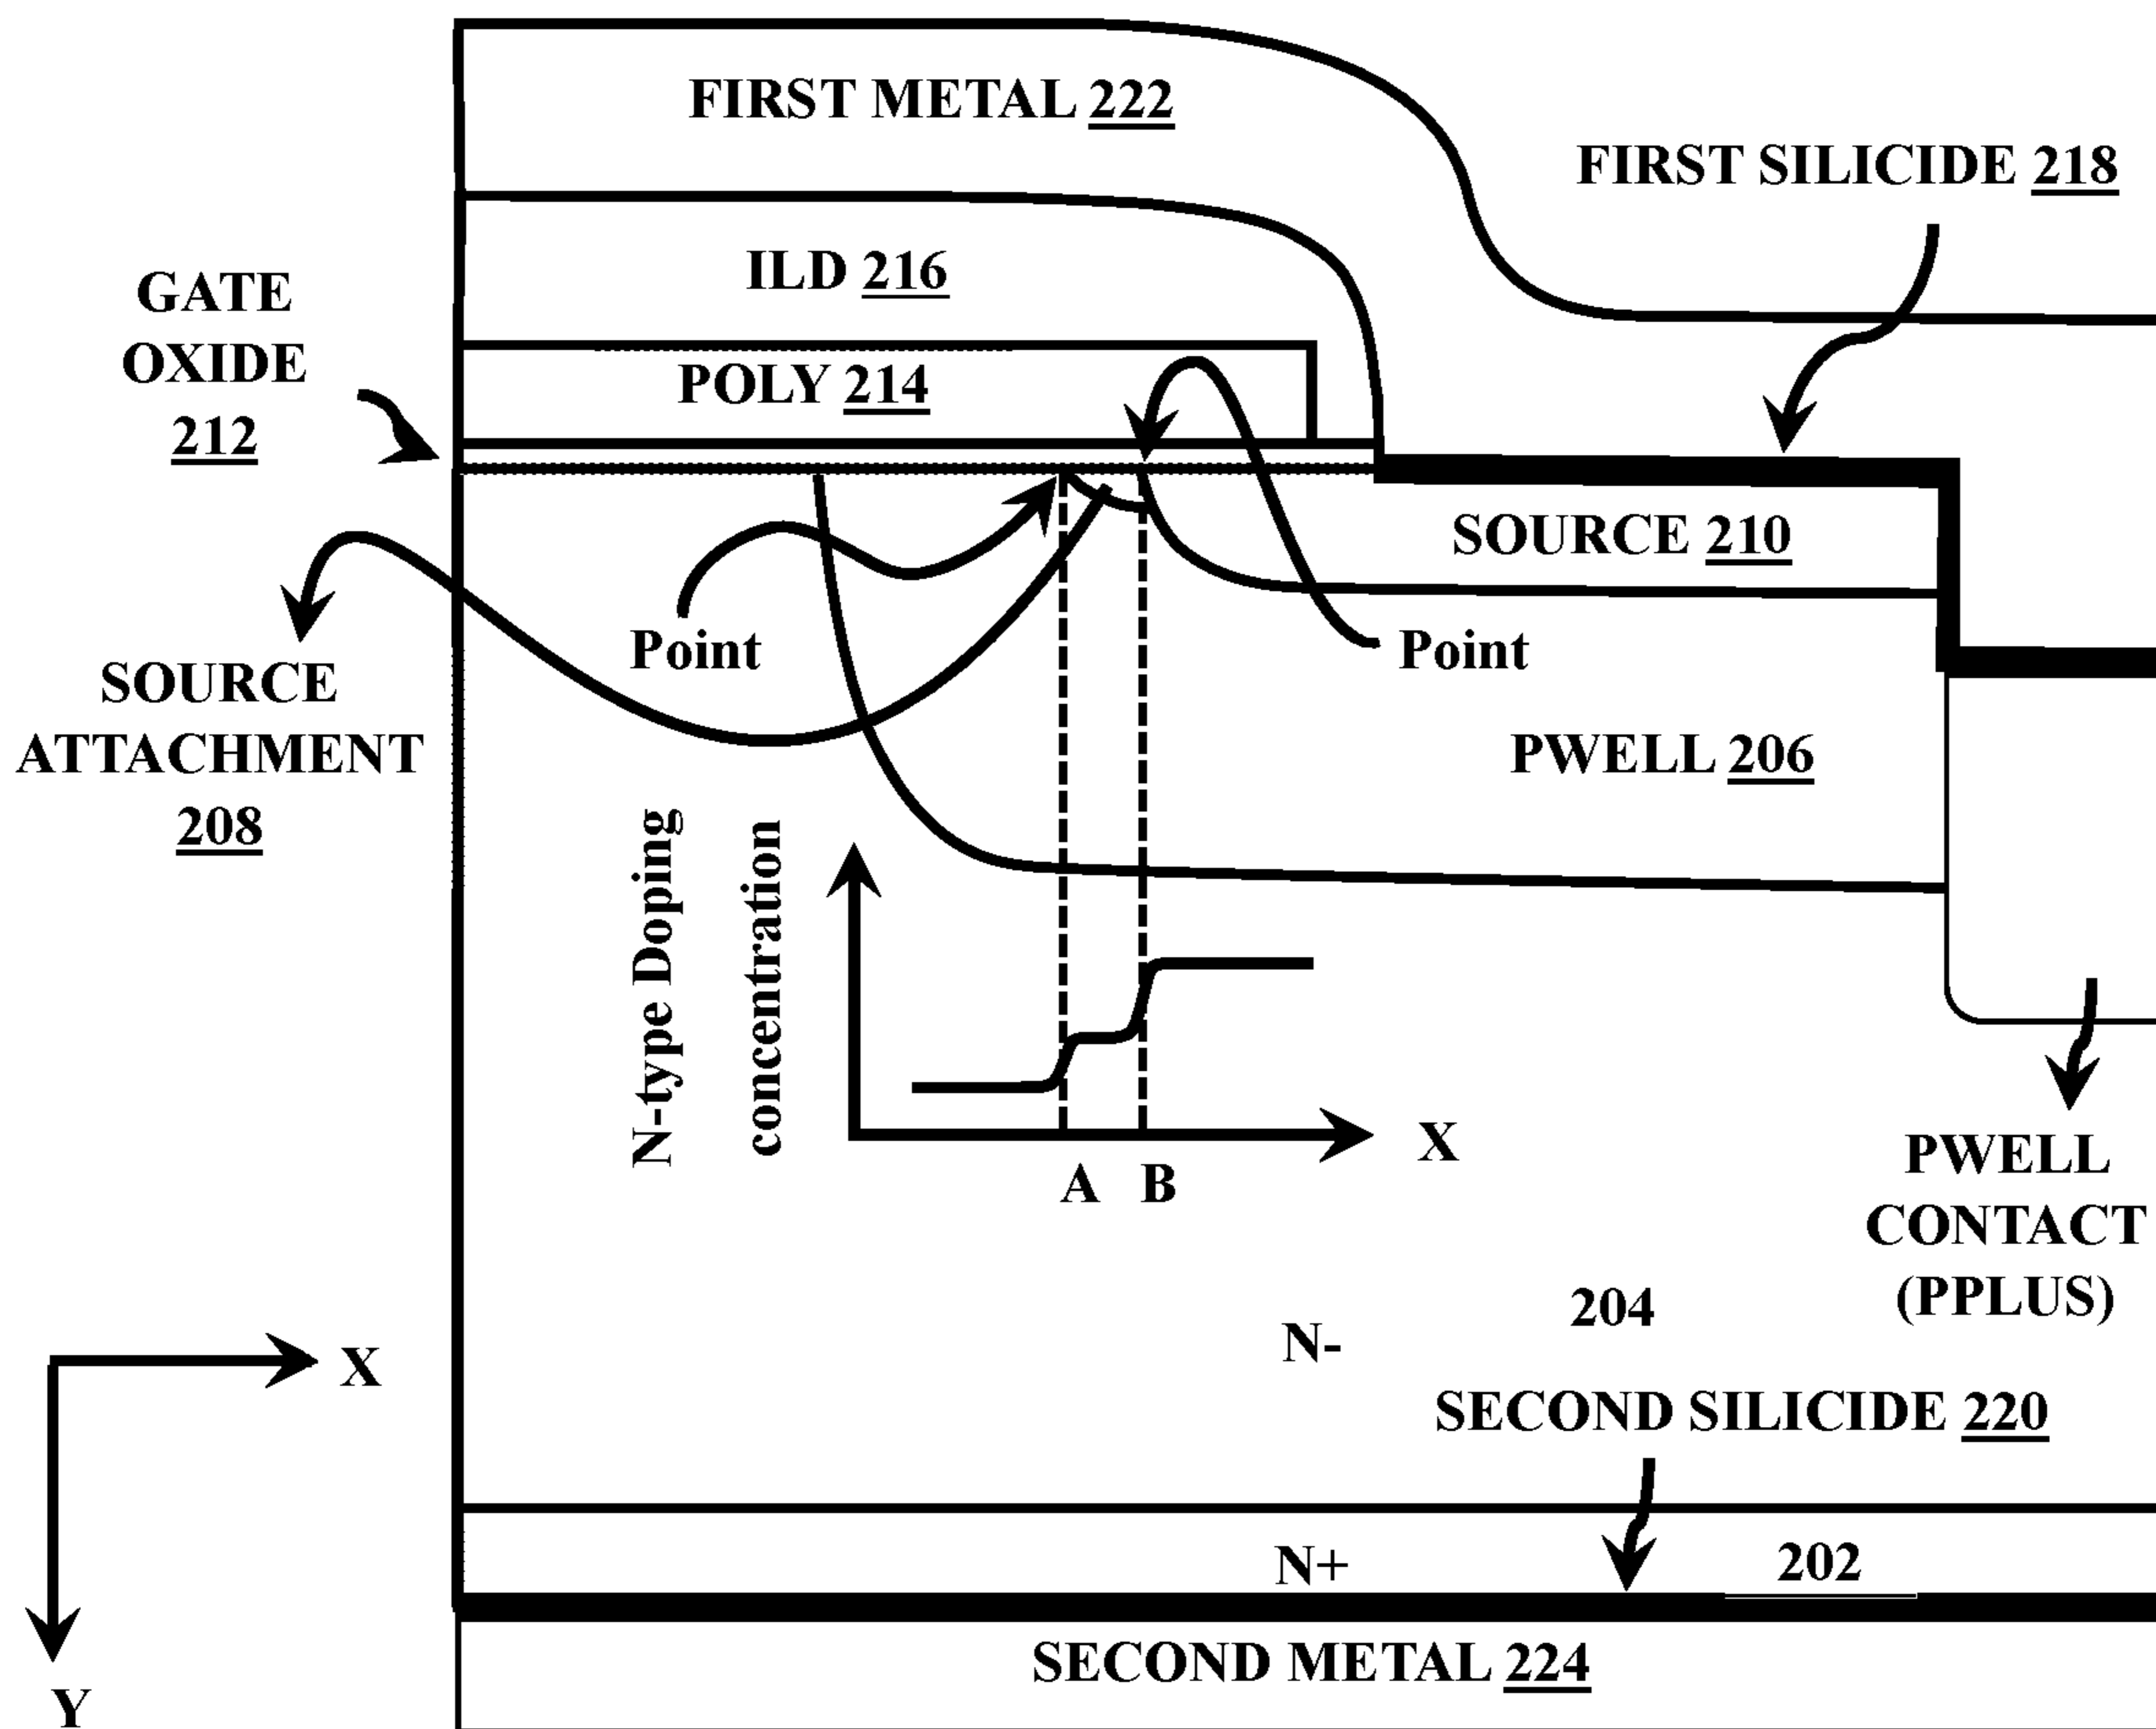 FIRST METAL 222
FIRST SILICIDE 218
ILD 216
GATE
OXIDE
212
POLY 214
SOURCE 210
Point
Point
SOURCE
ATTACHMENT
208
PWELL 206
N-type Doping
concentration
X
A B
PWELL
CONTACT
(PPLUS)
204
N-
X
SECOND SILICIDE 220
N+
202
SECOND METAL 224
Y